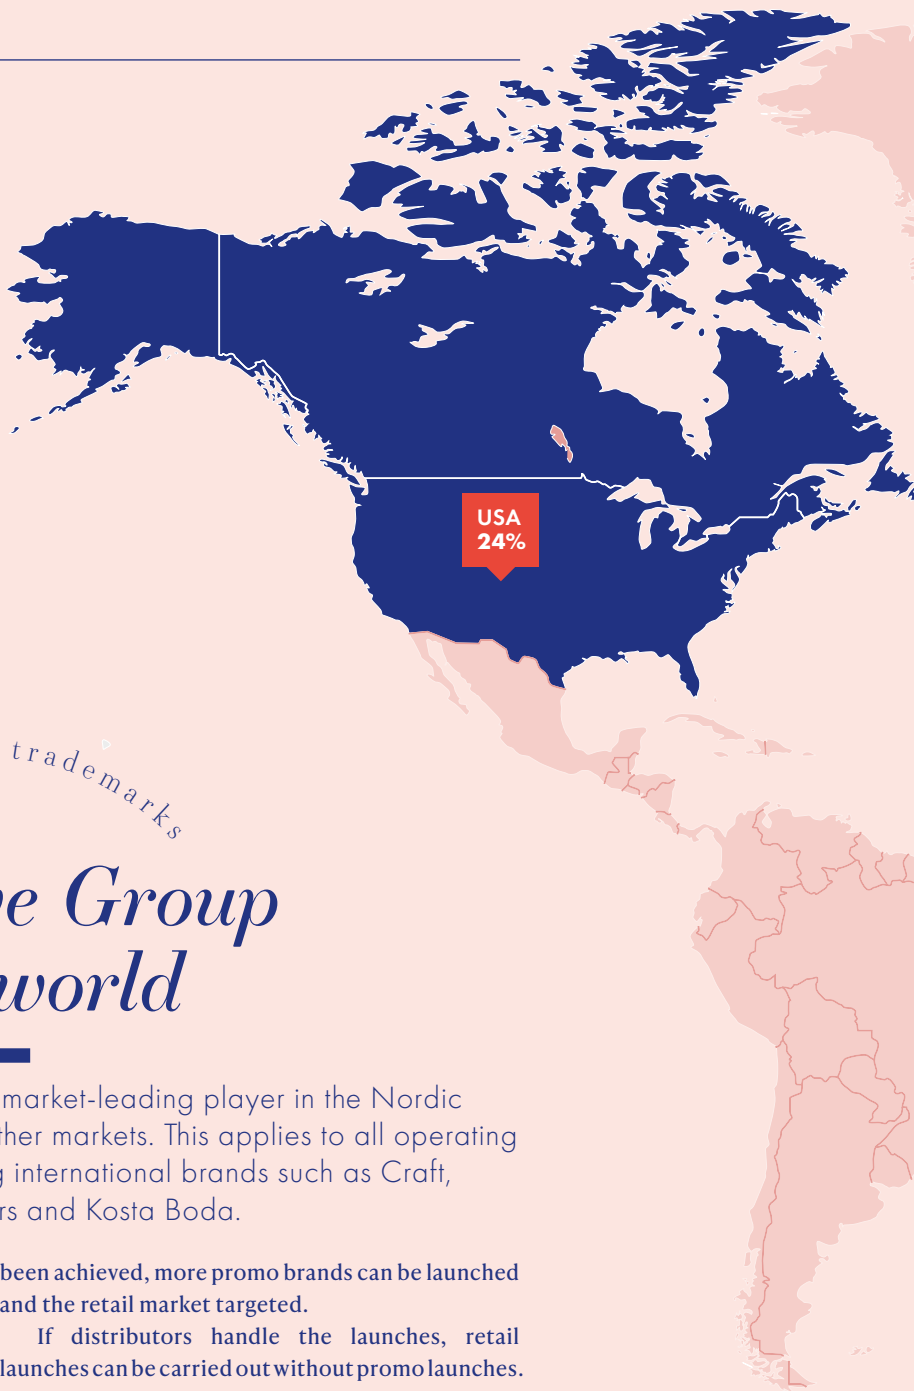 USA
24%
trademarks
Group
world
market-leading player in the Nordic
markets. This applies to all operating
international brands such as Craft,
and Kosta Boda.
been achieved, more promo brands can be launched
and the retail market targeted.
If distributors handle the launches, retail
launches can be carried out without promo launches.